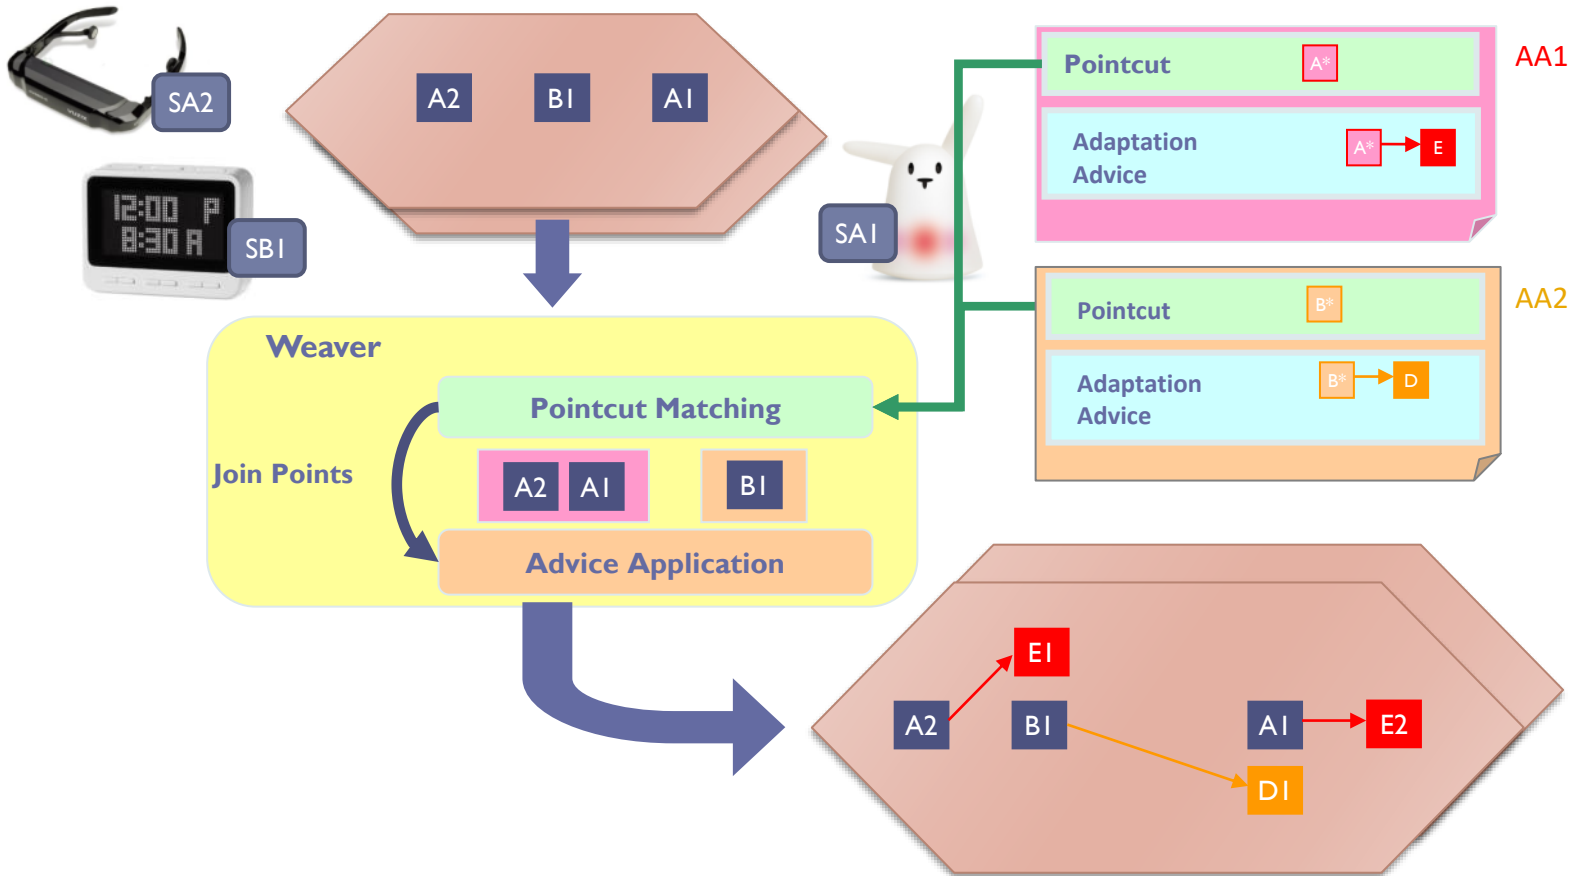 SA2
A2 B1 A1
Pointcut A*
AA1
Adaptation A* E
Advice
12:00 P
8:30 A
SB1
SA1
AA2
Pointcut B*
Weaver
Adaptation B* D
Advice
Pointcut Matching
Join Points
A2 A1 B1
Advice Application
E1
A2 B1 A1 E2
D1